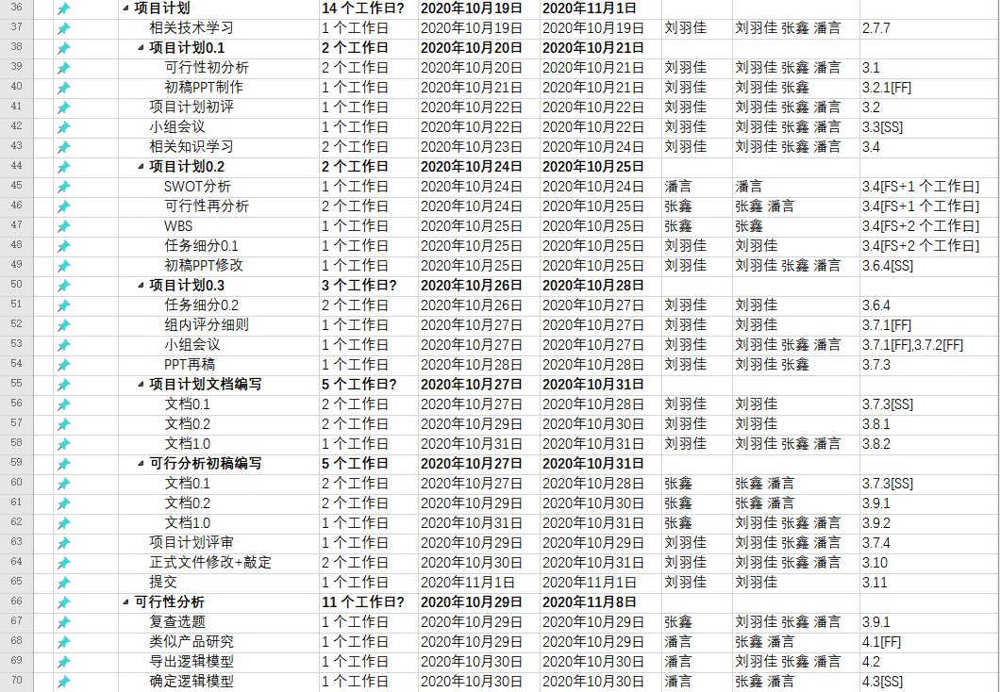 36 项目计划 14 个工作日? 2020年10月19日 2020年11月1日
37 相关技术学习 1 个工作日 2020年10月19日 2020年10月19日 刘羽佳 刘羽佳 张鑫 潘言 2.7.7
38 项目计划0.1 2 个工作日 2020年10月20日 2020年10月21日
39 可行性初分析 2 个工作日 2020年10月20日 2020年10月21日 刘羽佳 刘羽佳 张鑫 潘言 3.1
40 初稿PPT制作 1 个工作日 2020年10月21日 2020年10月21日 刘羽佳 刘羽佳 张鑫 3.2.1[FF]
41 项目计划初评 1 个工作日 2020年10月22日 2020年10月22日 刘羽佳 刘羽佳 张鑫 潘言 3.2
42 小组会议 1 个工作日 2020年10月22日 2020年10月22日 刘羽佳 刘羽佳 张鑫 潘言 3.3[SS]
43 相关知识学习 2 个工作日 2020年10月23日 2020年10月24日 刘羽佳 刘羽佳 张鑫 潘言 3.4
44 项目计划0.2 2 个工作日 2020年10月24日 2020年10月25日
45 SWOT分析 1 个工作日 2020年10月24日 2020年10月24日 潘言 潘言 3.4[FS+1 个工作日]
46 可行性再分析 2 个工作日 2020年10月24日 2020年10月25日 张鑫 张鑫 潘言 3.4[FS+1 个工作日]
47 WBS 1 个工作日 2020年10月25日 2020年10月25日 张鑫 张鑫 3.4[FS+2 个工作日]
48 任务细分0.1 1 个工作日 2020年10月25日 2020年10月25日 刘羽佳 刘羽佳 3.4[FS+2 个工作日]
49 初稿PPT修改 1 个工作日 2020年10月25日 2020年10月25日 刘羽佳 刘羽佳 张鑫 潘言 3.6.4[SS]
50 项目计划0.3 3 个工作日? 2020年10月26日 2020年10月28日
51 任务细分0.2 2 个工作日 2020年10月26日 2020年10月27日 刘羽佳 刘羽佳 3.6.4
52 组内评分细则 1 个工作日 2020年10月27日 2020年10月27日 刘羽佳 刘羽佳 3.7.1[FF]
53 小组会议 1 个工作日 2020年10月27日 2020年10月27日 刘羽佳 刘羽佳 张鑫 潘言 3.7.1[FF],3.7.2[FF]
54 PPT再稿 1 个工作日 2020年10月28日 2020年10月28日 刘羽佳 刘羽佳 张鑫 3.7.3
55 项目计划文档编写 5 个工作日? 2020年10月27日 2020年10月31日
56 文档0.1 2 个工作日 2020年10月27日 2020年10月28日 刘羽佳 刘羽佳 3.7.3[SS]
57 文档0.2 2 个工作日 2020年10月29日 2020年10月30日 刘羽佳 刘羽佳 3.8.1
58 文档1.0 1 个工作日 2020年10月31日 2020年10月31日 刘羽佳 刘羽佳 张鑫 潘言 3.8.2
59 可行分析初稿编写 5 个工作日 2020年10月27日 2020年10月31日
60 文档0.1 2 个工作日 2020年10月27日 2020年10月28日 张鑫 张鑫 潘言 3.7.3[SS]
61 文档0.2 2 个工作日 2020年10月29日 2020年10月30日 张鑫 张鑫 潘言 3.9.1
62 文档1.0 1 个工作日 2020年10月31日 2020年10月31日 张鑫 刘羽佳 张鑫 潘言 3.9.2
63 项目计划评审 1 个工作日 2020年10月29日 2020年10月29日 刘羽佳 刘羽佳 张鑫 潘言 3.7.4
64 正式文件修改+敲定 2 个工作日 2020年10月30日 2020年10月31日 刘羽佳 刘羽佳 张鑫 潘言 3.10
65 提交 1 个工作日 2020年11月1日 2020年11月1日 刘羽佳 刘羽佳 3.11
66 可行性分析 11 个工作日? 2020年10月29日 2020年11月8日
67 复查选题 1 个工作日 2020年10月29日 2020年10月29日 张鑫 刘羽佳 张鑫 潘言 3.9.1
68 类似产品研究 1 个工作日 2020年10月29日 2020年10月29日 潘言 张鑫 潘言 4.1[FF]
69 导出逻辑模型 1 个工作日 2020年10月30日 2020年10月30日 潘言 刘羽佳 张鑫 潘言 4.2
70 确定逻辑模型 1 个工作日 2020年10月30日 2020年10月30日 潘言 张鑫 潘言 4.3[SS]